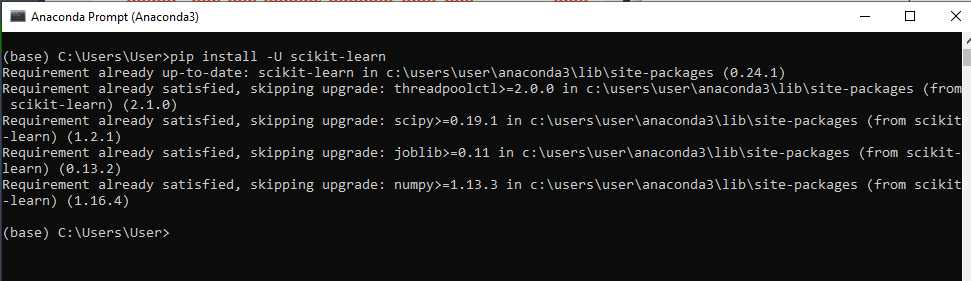 Anaconda Prompt (Anaconda3)
(base) C:\Users\User>pip install -U scikit-learn
Requirement already up-to-date: scikit-learn in c:\users\user\anaconda3\lib\site-packages (0.24.1)
Requirement already satisfied, skipping upgrade: threadpoolctl>=2.0.0 in c:\users\user\anaconda3\lib\site-packages (from
 scikit-learn) (2.1.0)
Requirement already satisfied, skipping upgrade: scipy>=0.19.1 in c:\users\user\anaconda3\lib\site-packages (from scikit
-learn) (1.2.1)
Requirement already satisfied, skipping upgrade: joblib>=0.11 in c:\users\user\anaconda3\lib\site-packages (from scikit-
learn) (0.13.2)
Requirement already satisfied, skipping upgrade: numpy>=1.13.3 in c:\users\user\anaconda3\lib\site-packages (from scikit
-learn) (1.16.4)
(base) C:\Users\User>